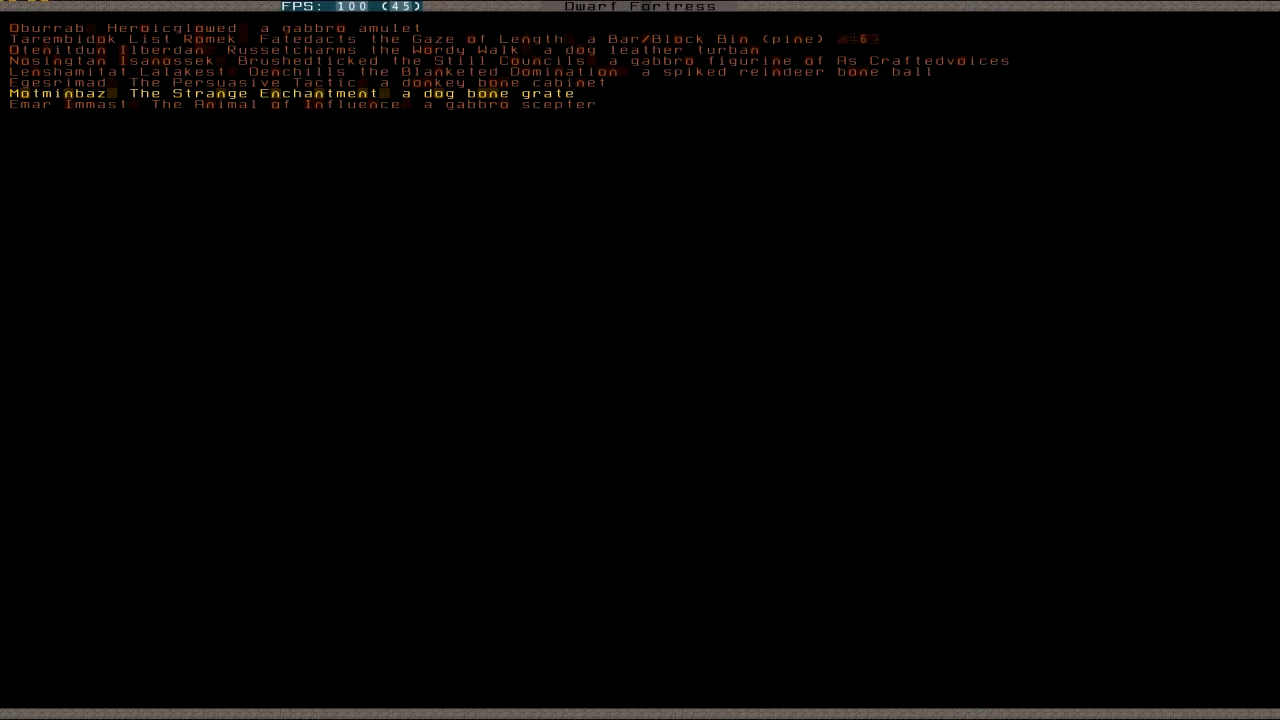 FPS: 100 (45) Dwarf Fortress
Oburrab Heroicglowed a gabbro amulet
Tarembidok List Romek Fatedacts the Gaze of Length a Bar/Block Bin (pine) 6
Otenitdun Ilberdan Russetcharms the Wordy Walk a dog leather turban
Nosingtan Isanossek Brushedticked the Still Councils a gabbro figurine of As Craftedvoices
Lenshamitat Lalakest Oenchills the Blanketed Domination a spiked reindeer bone ball
Egesrimad The Persuasive Tactic a donkey bone cabinet
Motminbaz The Strange Enchantment a dog bone grate
Emar Immast The Animal of Influence a gabbro scepter